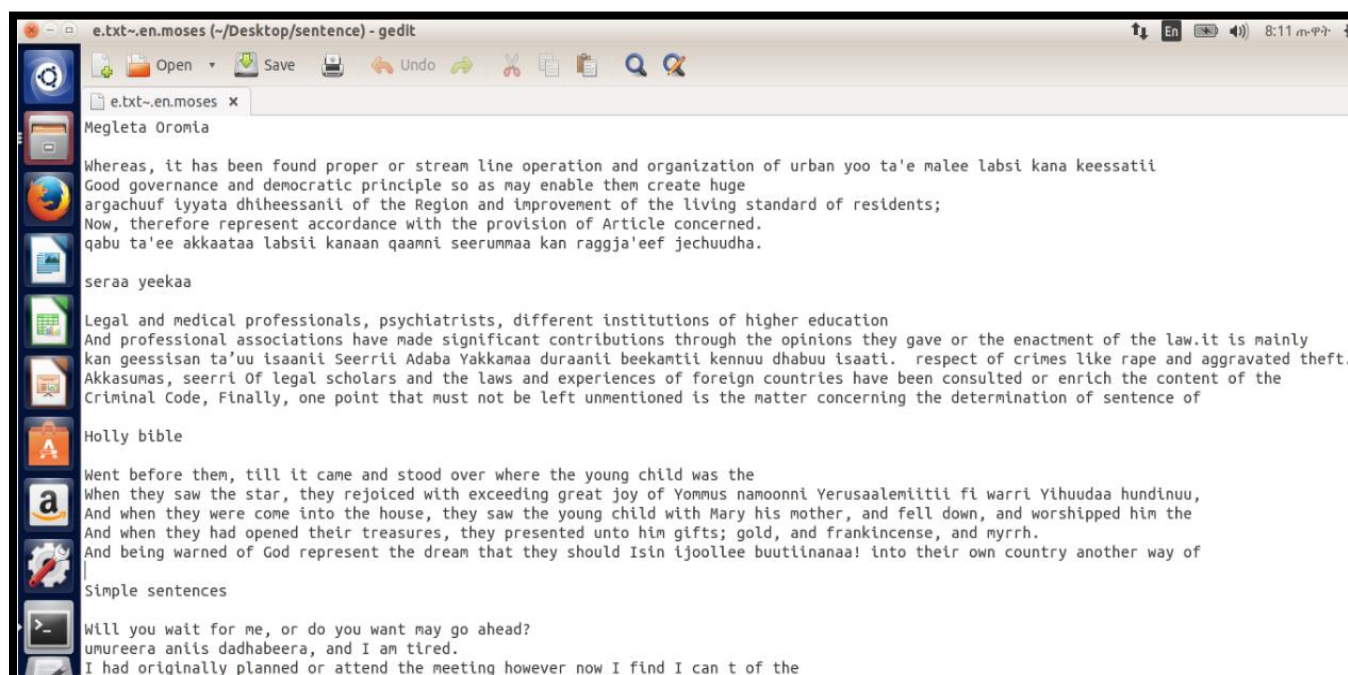 e.txt~.en.moses (~/Desktop/sentence) - gedit
En
8:11 ጡዋት
Open
Save
Undo
e.txt~.en.moses x
Megleta Oromia
Whereas, it has been found proper or stream line operation and organization of urban yoo ta'e malee labsi kana keessatii
Good governance and democratic principle so as may enable them create huge
argachuuf iyyata dhiheessanii of the Region and improvement of the living standard of residents;
Now, therefore represent accordance with the provision of Article concerned.
qabu ta'ee akkaataa labsii kanaan qaamni seerummaa kan raggja'eef jechuudha.
seraa yeekaa
Legal and medical professionals, psychiatrists, different institutions of higher education
And professional associations have made significant contributions through the opinions they gave or the enactment of the law.it is mainly
kan geessisan ta’uu isaanii Seerrii Adaba Yakkamaa duraanii beekamtii kennuu dhabuu isaati. respect of crimes like rape and aggravated theft.
Akkasumas, seerri Of legal scholars and the laws and experiences of foreign countries have been consulted or enrich the content of the
Criminal Code, Finally, one point that must not be left unmentioned is the matter concerning the determination of sentence of
Holly bible
Went before them, till it came and stood over where the young child was the
When they saw the star, they rejoiced with exceeding great joy of Yommus namoonni Yerusaalemiitii fi warri Yihuudaa hundinuu,
And when they were come into the house, they saw the young child with Mary his mother, and fell down, and worshipped him the
And when they had opened their treasures, they presented unto him gifts; gold, and frankincense, and myrrh.
And being warned of God represent the dream that they should Isin ijoollee buutiinanaa! into their own country another way of
Simple sentences
Will you wait for me, or do you want may go ahead?
umureera aniis dadhabeera, and I am tired.
I had originally planned or attend the meeting however now I find I can t of the